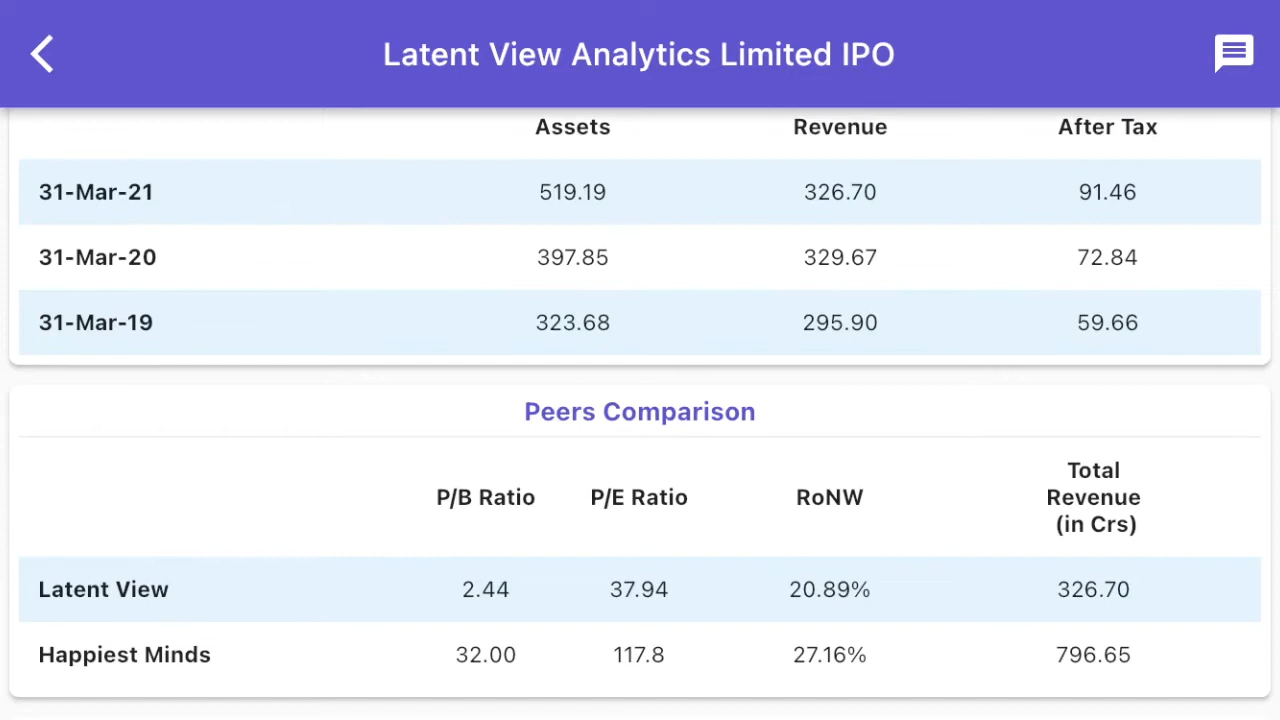 Latent View Analytics Limited IPO
Assets Revenue After Tax
31-Mar-21 519.19 326.70 91.46
31-Mar-20 397.85 329.67 72.84
31-Mar-19 323.68 295.90 59.66
Peers Comparison
P/B Ratio P/E Ratio RoNW Total Revenue (in Crs)
Latent View 2.44 37.94 20.89% 326.70
Happiest Minds 32.00 117.8 27.16% 796.65